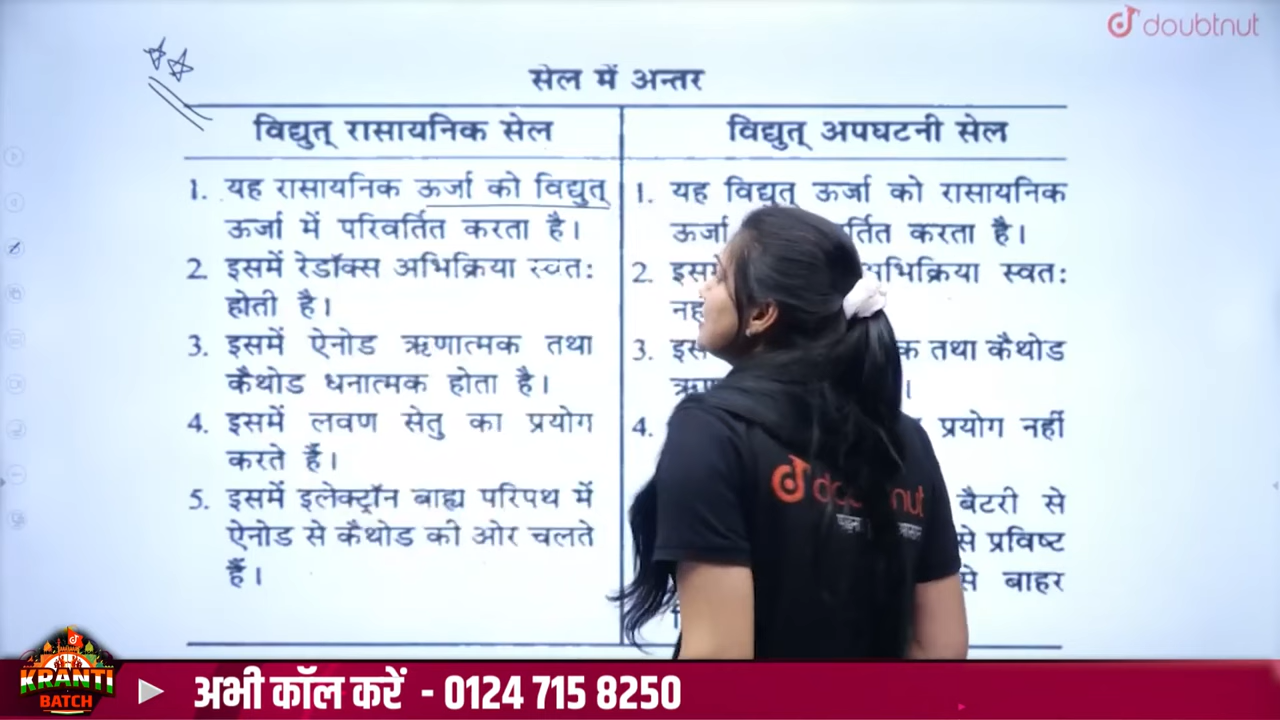 doubtnut
सेल में अन्तर
विद्युत् रासायनिक सेल
1. यह रासायनिक ऊर्जा को विद्युत्
ऊर्जा में परिवर्तित करता है।
2. इसमें रेडॉक्स अभिक्रिया स्वत:
होती है।
3. इसमें ऐनोड ऋणात्मक तथा
कैथोड धनात्मक होता है।
4. इसमें लवण सेतु का प्रयोग
करते हैं।
5. इसमें इलेक्ट्रॉन बाह्य परिपथ में
ऐनोड से कैथोड की ओर चलते
हैं।
विद्युत् अपघटनी सेल
1. यह विद्युत् ऊर्जा को रासायनिक
ऊर्जा करता है।
2. अभिक्रिया स्वत:
3. तथा कैथोड
4. प्रयोग नहीं
बैटरी से
से प्रविष्ट
से बाहर
KRANTI
BATCH
अभी कॉल करें - 0124 715 8250